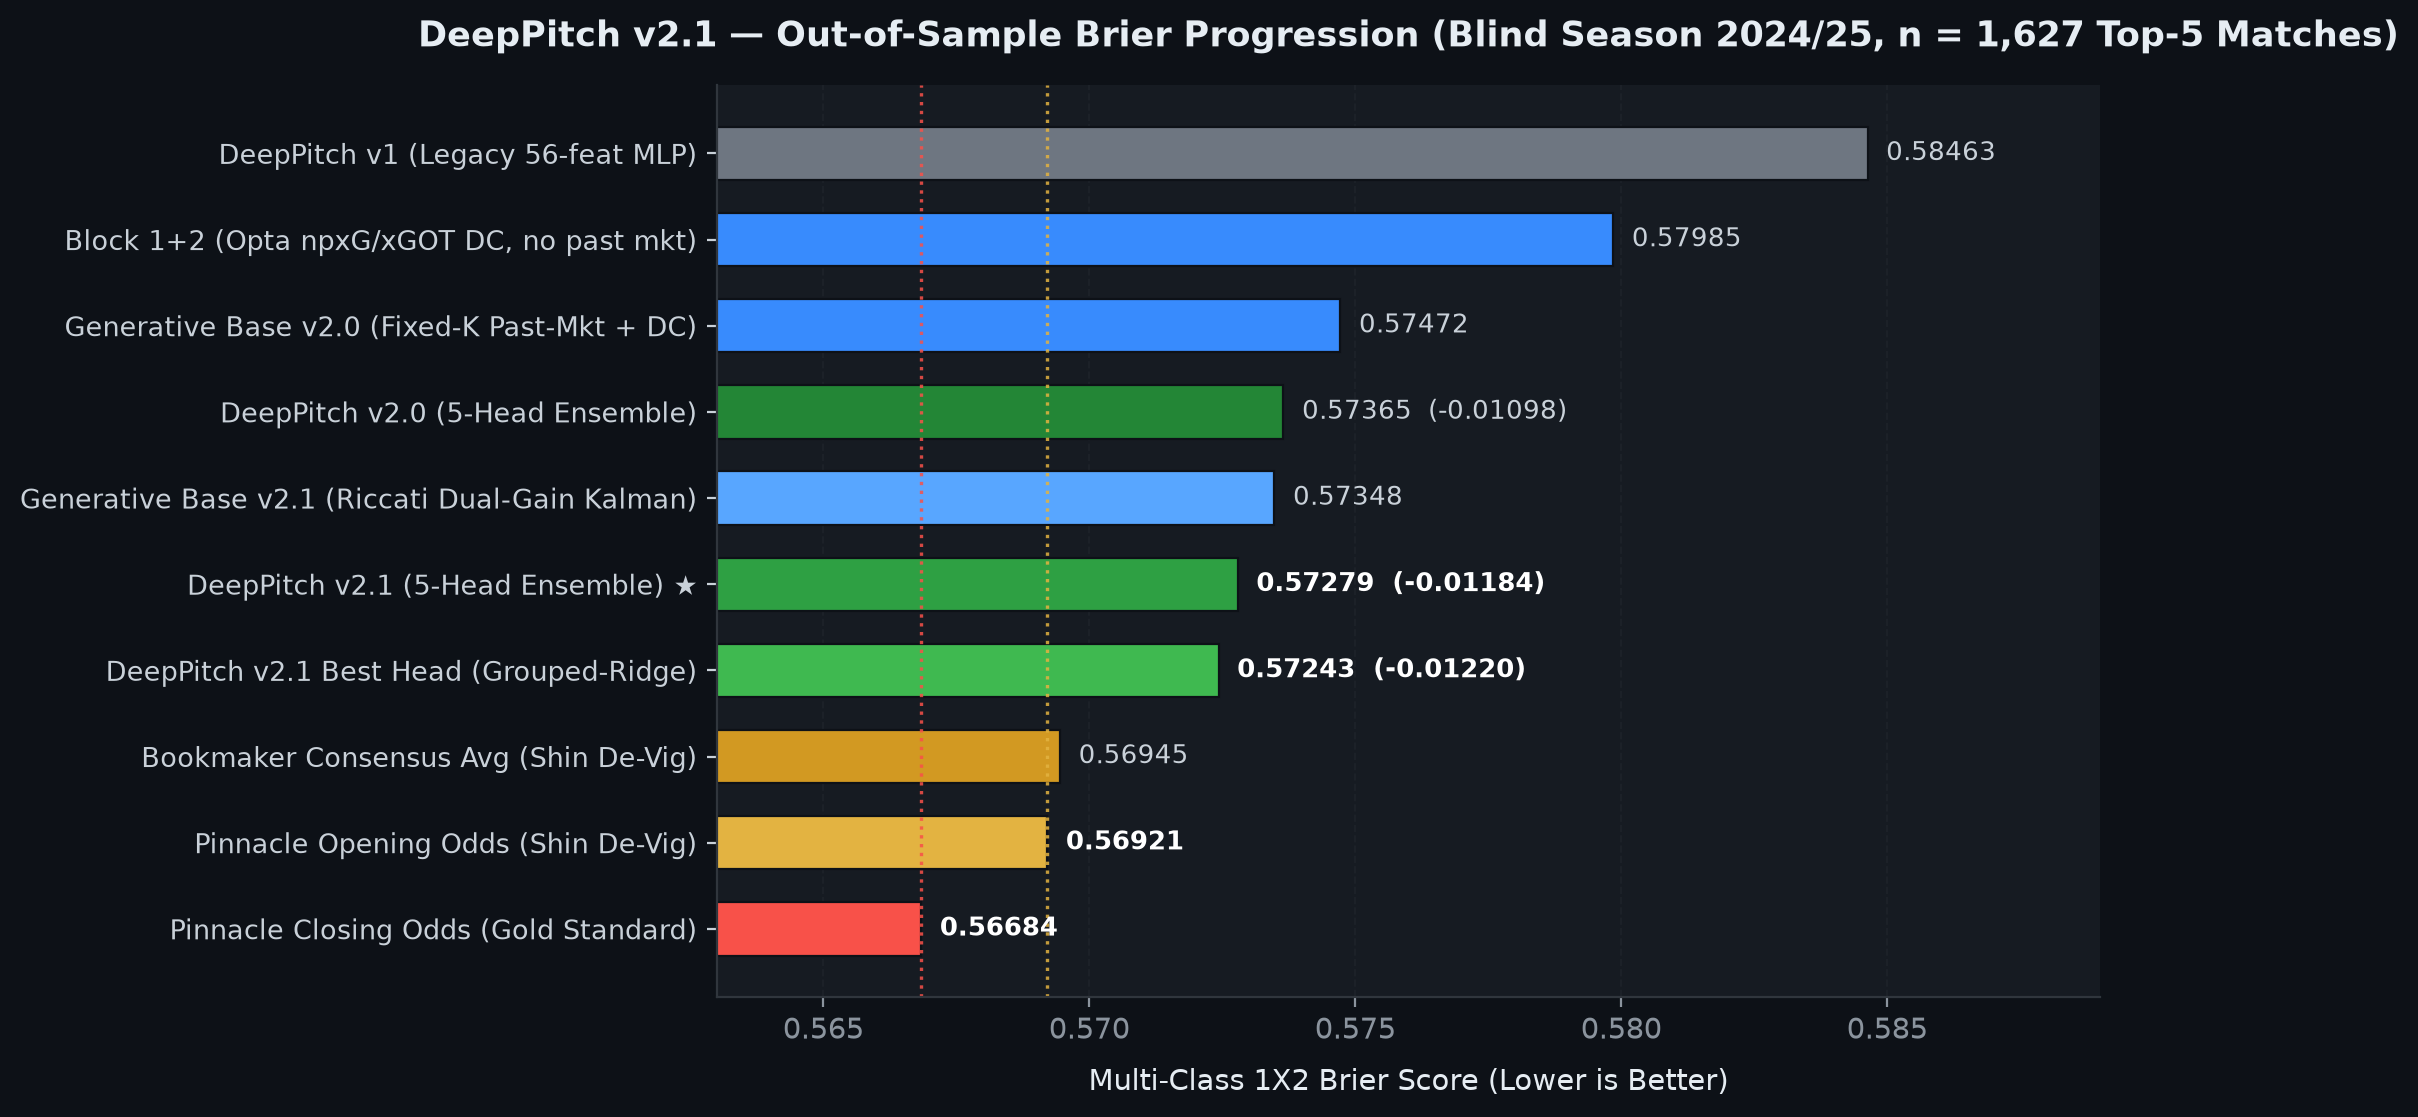 DeepPitch v2.1 — Out-of-Sample Brier Progression (Blind Season 2024/25, n = 1,627 Top-5 Matches)
DeepPitch v1 (Legacy 56-feat MLP) 0.58463
Block 1+2 (Opta npxG/xGOT DC, no past mkt) 0.57985
Generative Base v2.0 (Fixed-K Past-Mkt + DC) 0.57472
DeepPitch v2.0 (5-Head Ensemble) 0.57365 (-0.01098)
Generative Base v2.1 (Riccati Dual-Gain Kalman) 0.57348
DeepPitch v2.1 (5-Head Ensemble) ★ 0.57279 (-0.01184)
DeepPitch v2.1 Best Head (Grouped-Ridge) 0.57243 (-0.01220)
Bookmaker Consensus Avg (Shin De-Vig) 0.56945
Pinnacle Opening Odds (Shin De-Vig) 0.56921
Pinnacle Closing Odds (Gold Standard) 0.56684
0.565 0.570 0.575 0.580 0.585
Multi-Class 1X2 Brier Score (Lower is Better)